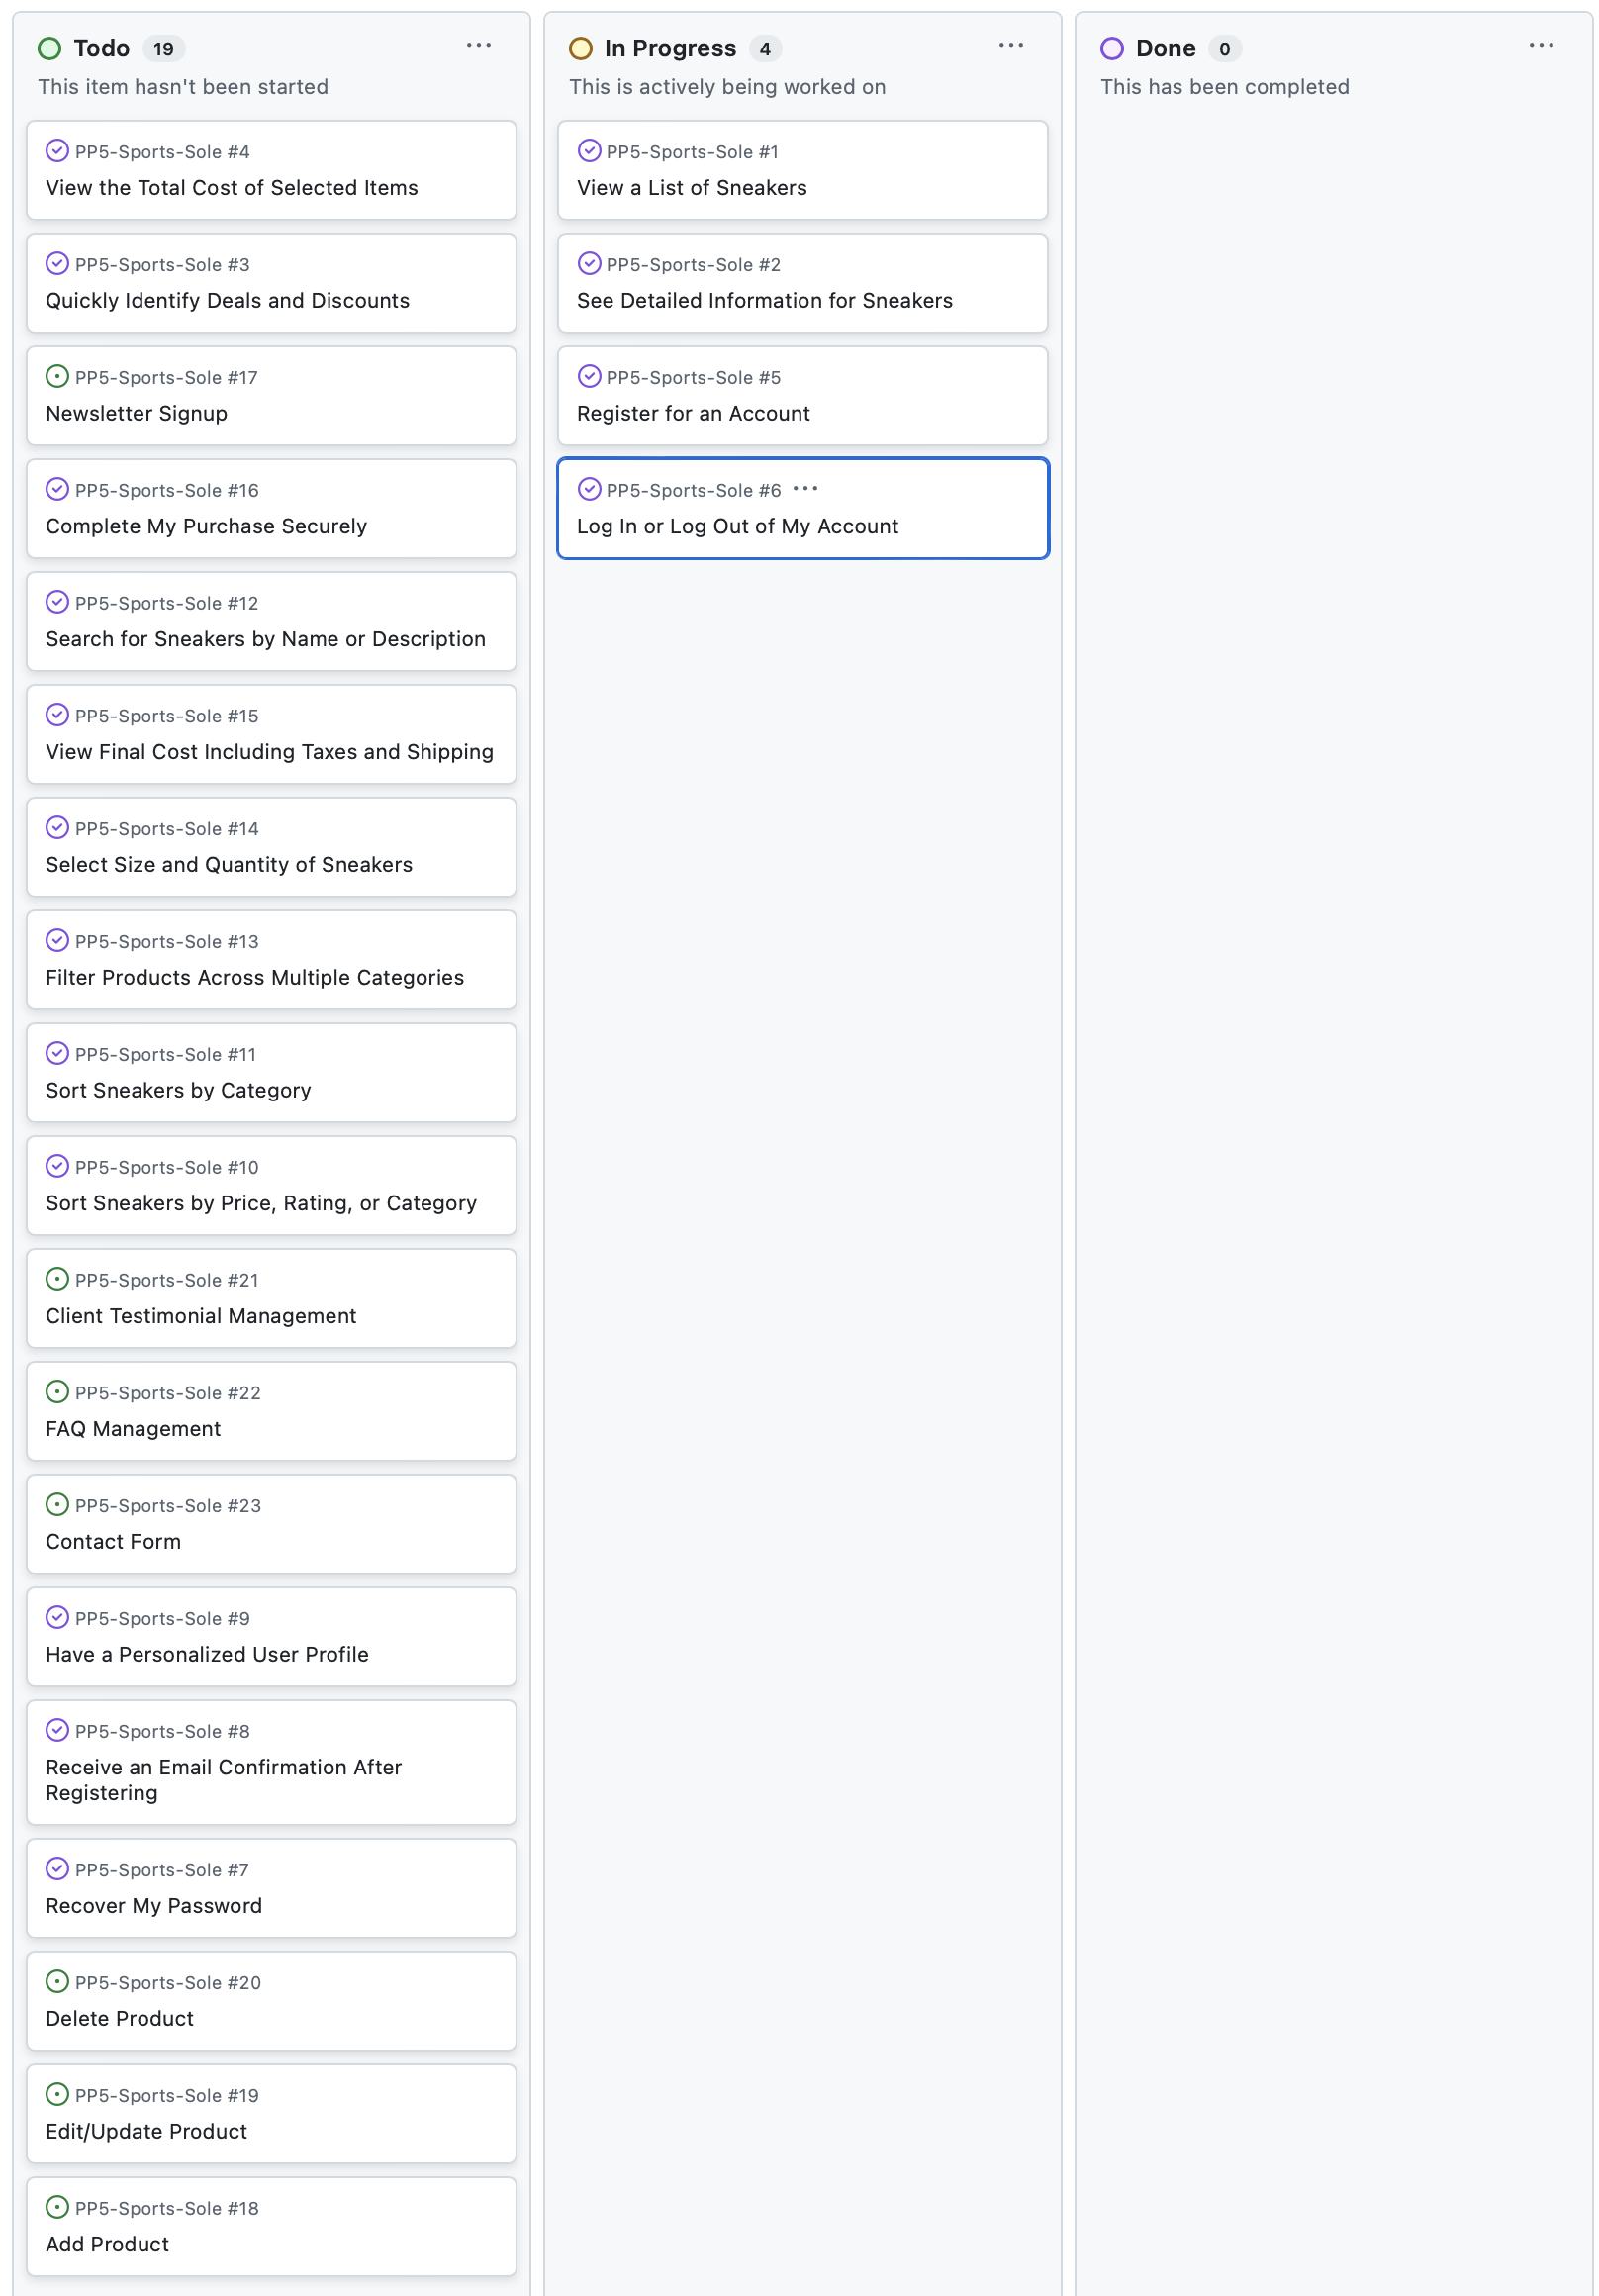 Todo 19
This item hasn't been started
PP5-Sports-Sole #4
View the Total Cost of Selected Items
PP5-Sports-Sole #3
Quickly Identify Deals and Discounts
PP5-Sports-Sole #17
Newsletter Signup
PP5-Sports-Sole #16
Complete My Purchase Securely
PP5-Sports-Sole #12
Search for Sneakers by Name or Description
PP5-Sports-Sole #15
View Final Cost Including Taxes and Shipping
PP5-Sports-Sole #14
Select Size and Quantity of Sneakers
PP5-Sports-Sole #13
Filter Products Across Multiple Categories
PP5-Sports-Sole #11
Sort Sneakers by Category
PP5-Sports-Sole #10
Sort Sneakers by Price, Rating, or Category
PP5-Sports-Sole #21
Client Testimonial Management
PP5-Sports-Sole #22
FAQ Management
PP5-Sports-Sole #23
Contact Form
PP5-Sports-Sole #9
Have a Personalized User Profile
PP5-Sports-Sole #8
Receive an Email Confirmation After
Registering
PP5-Sports-Sole #7
Recover My Password
PP5-Sports-Sole #20
Delete Product
PP5-Sports-Sole #19
Edit/Update Product
PP5-Sports-Sole #18
Add Product
In Progress 4
This is actively being worked on
PP5-Sports-Sole #1
View a List of Sneakers
PP5-Sports-Sole #2
See Detailed Information for Sneakers
PP5-Sports-Sole #5
Register for an Account
PP5-Sports-Sole #6
Log In or Log Out of My Account
Done 0
This has been completed